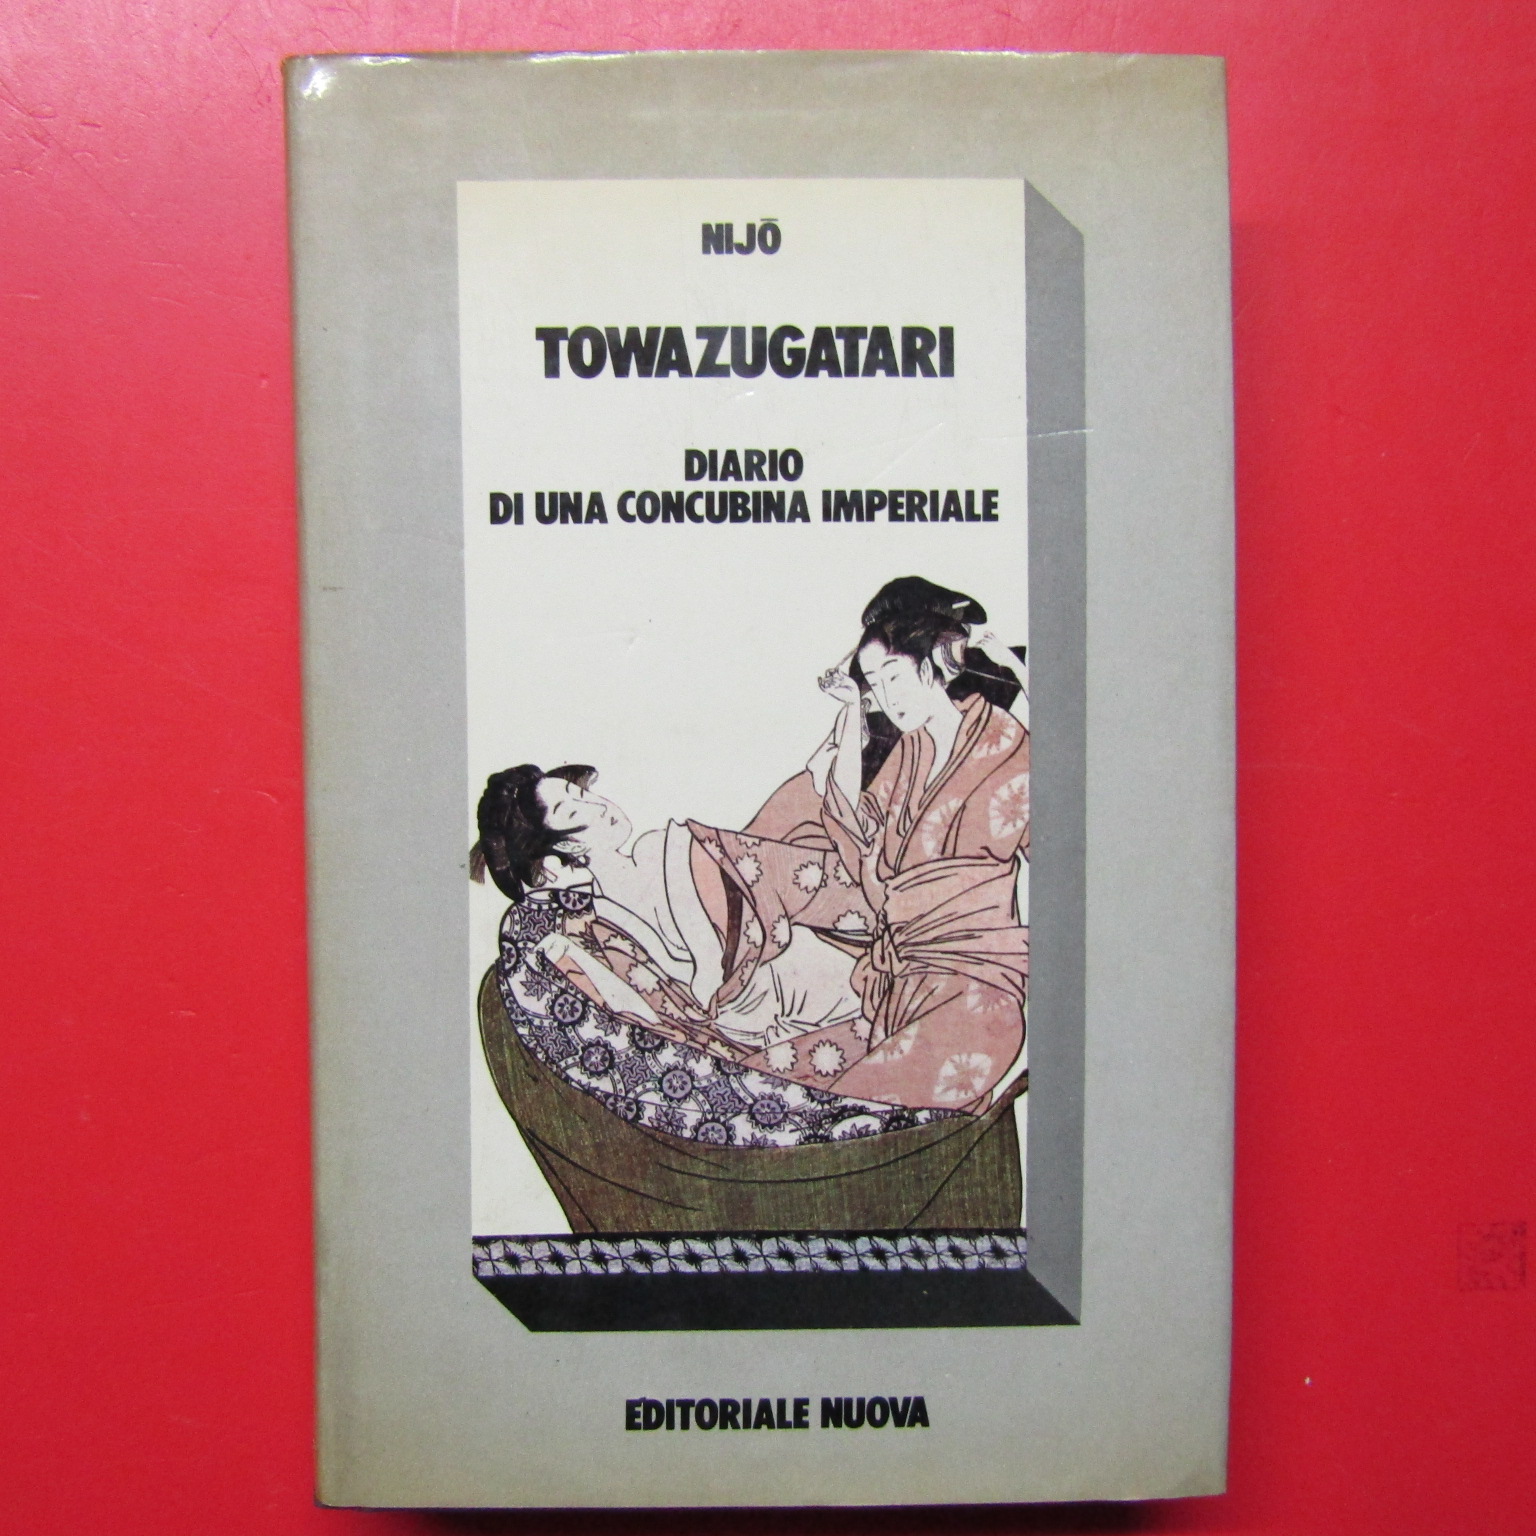 NIJŌ
TOWAZUGATARI
DIARIO
DI UNA CONCUBINA IMPERIALE
EDITORIALE NUOVA